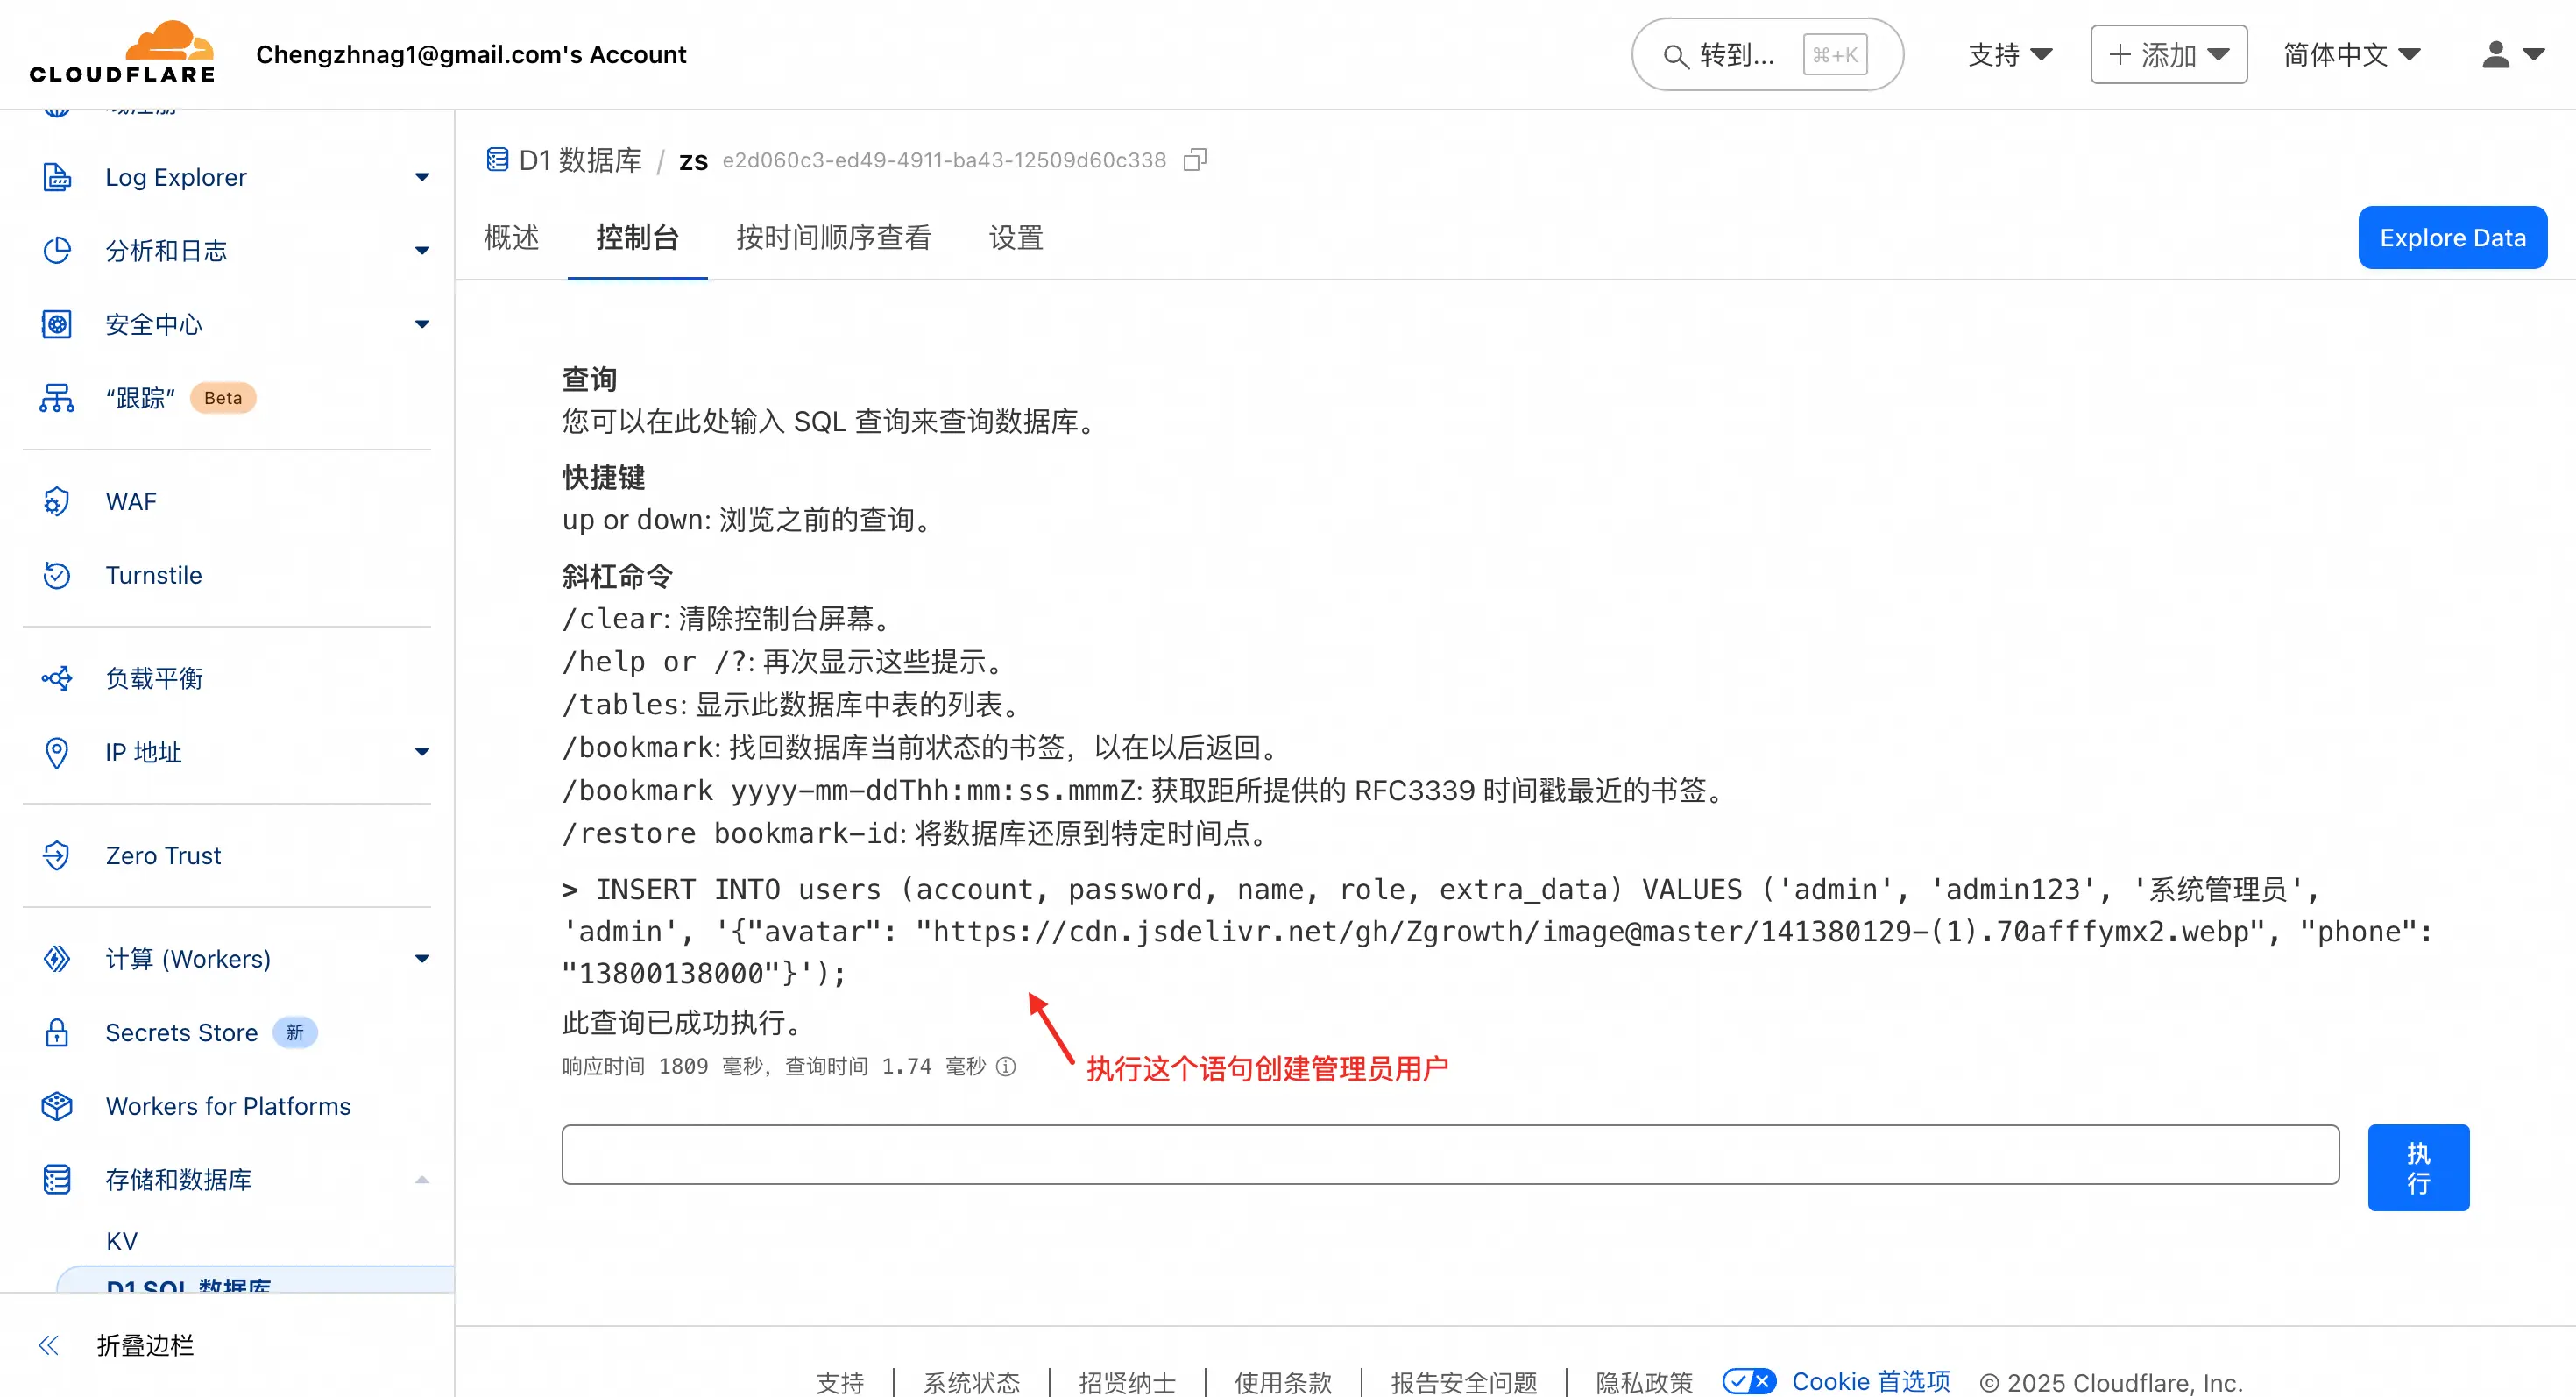 CLOUDFLARE
Chengzhnag1@gmail.com's Account
转到... ⌘+K
支持
+ 添加
简体中文
Log Explorer
分析和日志
安全中心
“跟踪” Beta
WAF
Turnstile
负载平衡
IP 地址
Zero Trust
计算 (Workers)
Secrets Store 新
Workers for Platforms
存储和数据库
KV
D1 SQL 数据库
折叠边栏
D1 数据库 / zs e2d060c3-ed49-4911-ba43-12509d60c338
概述 控制台 按时间顺序查看 设置
Explore Data
查询
您可以在此处输入 SQL 查询来查询数据库。
快捷键
up or down: 浏览之前的查询。
斜杠命令
/clear: 清除控制台屏幕。
/help or /?: 再次显示这些提示。
/tables: 显示此数据库中表的列表。
/bookmark: 找回数据库当前状态的书签，以在以后返回。
/bookmark yyyy-mm-ddThh:mm:ss.mmmZ: 获取距所提供的 RFC3339 时间戳最近的书签。
/restore bookmark-id: 将数据库还原到特定时间点。
> INSERT INTO users (account, password, name, role, extra_data) VALUES ('admin', 'admin123', '系统管理员',
'admin', '{"avatar": "https://cdn.jsdelivr.net/gh/Zgrowth/image@master/141380129-(1).70afffymx2.webp", "phone":
"13800138000"}');
此查询已成功执行。
响应时间 1809 毫秒，查询时间 1.74 毫秒
执行这个语句创建管理员用户
执
行
支持 | 系统状态 | 招贤纳士 | 使用条款 | 报告安全问题 | 隐私政策 Cookie 首选项 © 2025 Cloudflare, Inc.